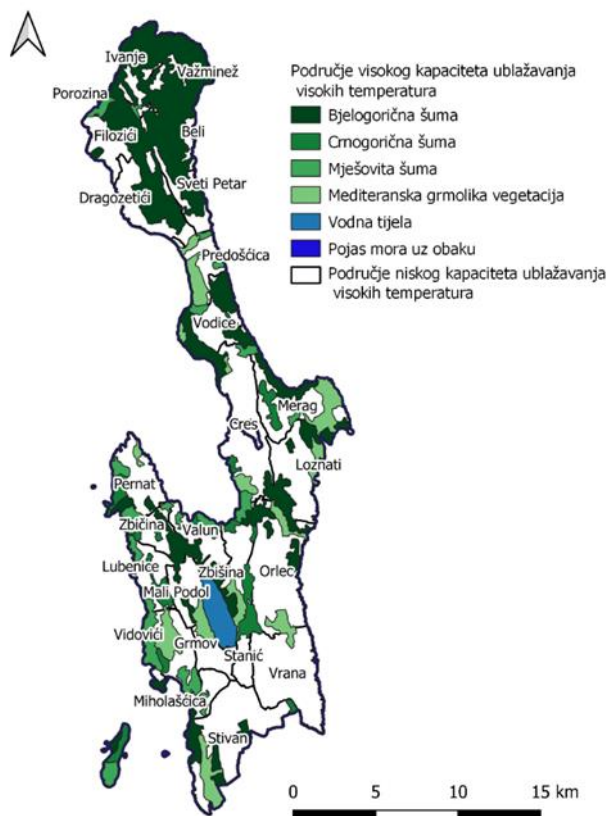 Područje visokog kapaciteta ublažavanja
visokih temperatura
Bjelogorična šuma
Crnogorična šuma
Mješovita šuma
Mediteranska grmolika vegetacija
Vodna tijela
Pojas mora uz obaku
Područje niskog kapaciteta ublažavanja
visokih temperatura
Ivanje
Važminež
Porozina
Filozići
Beli
Dragozetići
Sveti Petar
Predošćica
Vodice
Merag
Cres
Loznati
Pernat
Zbičina
Valun
Lubenice
Zbišina
Orlec
Mali Podol
Vidovići
Grmov
Stanić
Vrana
Miholašćica
Stivan
0 5 10 15 km